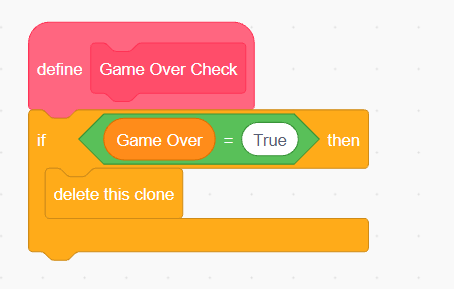 define Game Over Check
if Game Over = True then
delete this clone